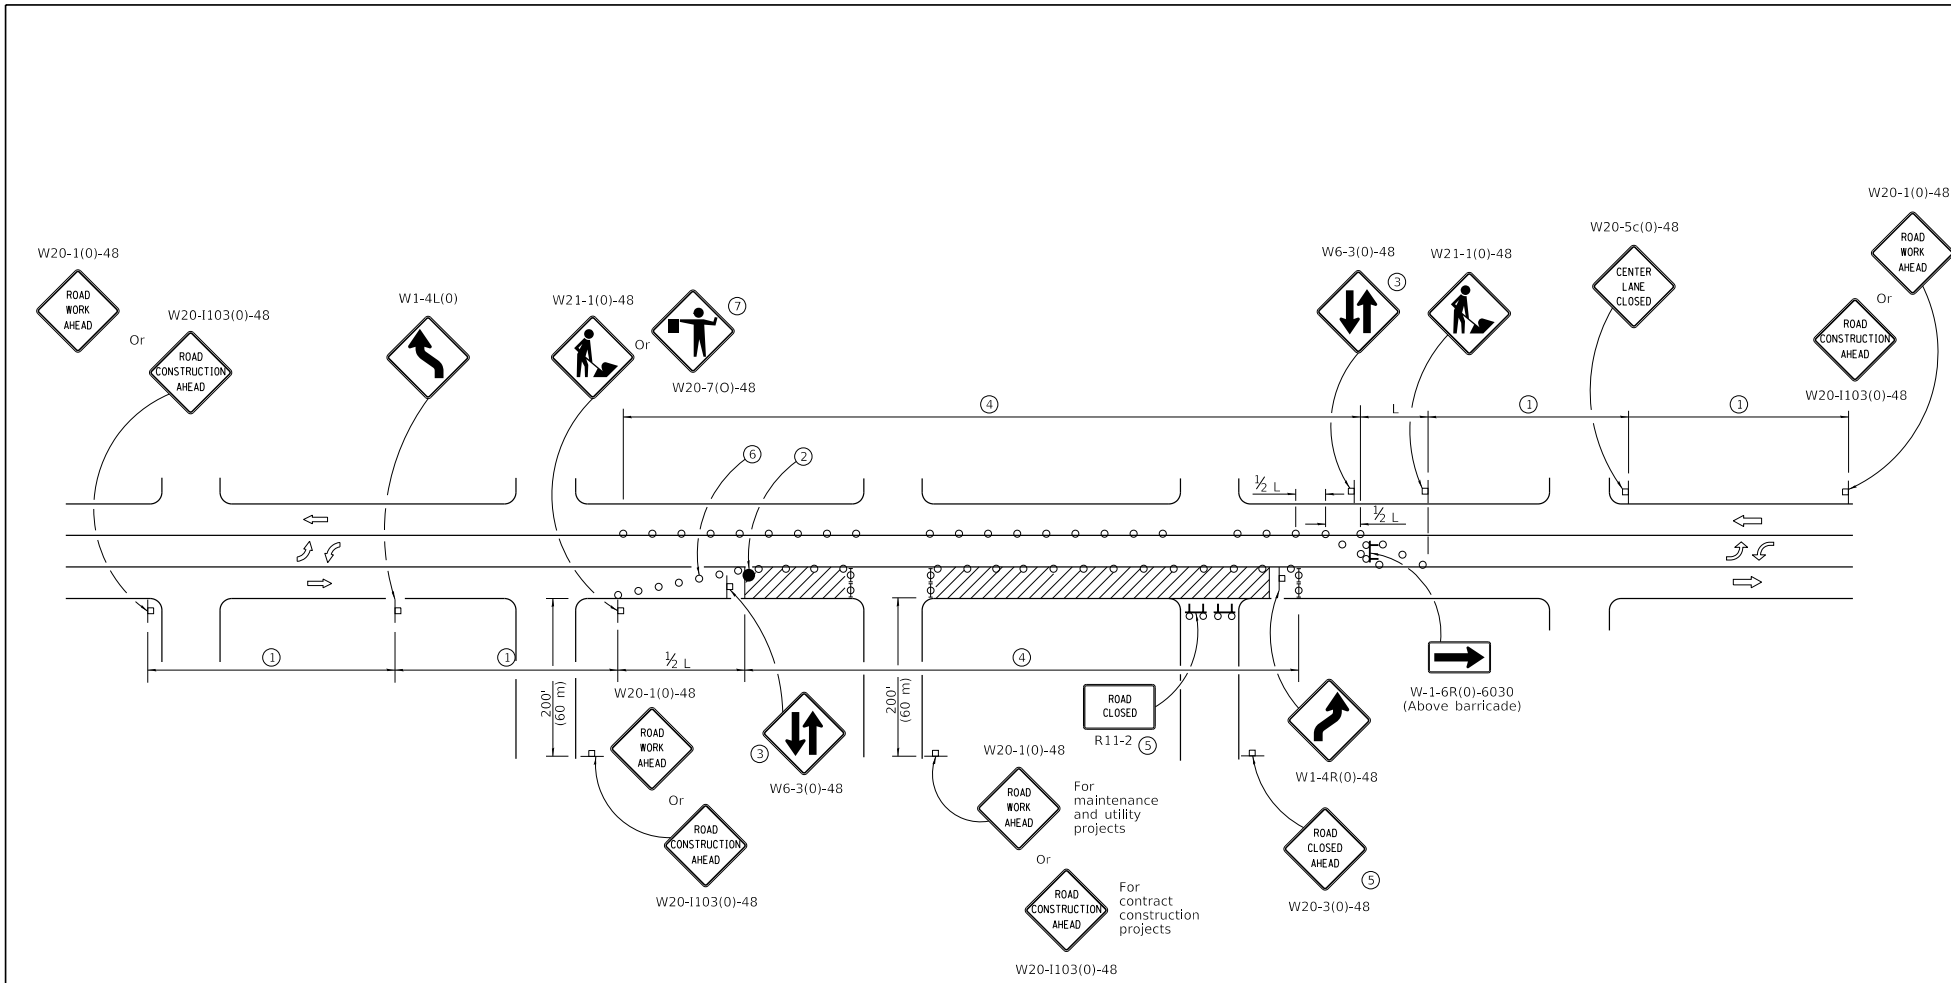 W20-1(0)-48
ROAD
WORK
AHEAD
Or
W20-I103(0)-48
ROAD
CONSTRUCTION
AHEAD
W1-4L(0)
W21-1(0)-48
Or
7
W20-7(O)-48
W6-3(0)-48
3
W21-1(0)-48
W20-5c(0)-48
CENTER
LANE
CLOSED
W20-1(0)-48
ROAD
WORK
AHEAD
Or
ROAD
CONSTRUCTION
AHEAD
W20-I103(0)-48
4
L
1
1
6
2
½ L
½ L
1
1
½ L
4
200'
(60 m)
200'
(60 m)
W20-1(0)-48
ROAD
WORK
AHEAD
Or
ROAD
CONSTRUCTION
AHEAD
W20-I103(0)-48
3
W6-3(0)-48
W20-1(0)-48
ROAD
WORK
AHEAD
For
maintenance
and utility
projects
Or
ROAD
CONSTRUCTION
AHEAD
For
contract
construction
projects
W20-I103(0)-48
ROAD
CLOSED
R11-2
5
W1-4R(0)-48
ROAD
CLOSED
AHEAD
5
W20-3(0)-48
W-1-6R(0)-6030
(Above barricade)